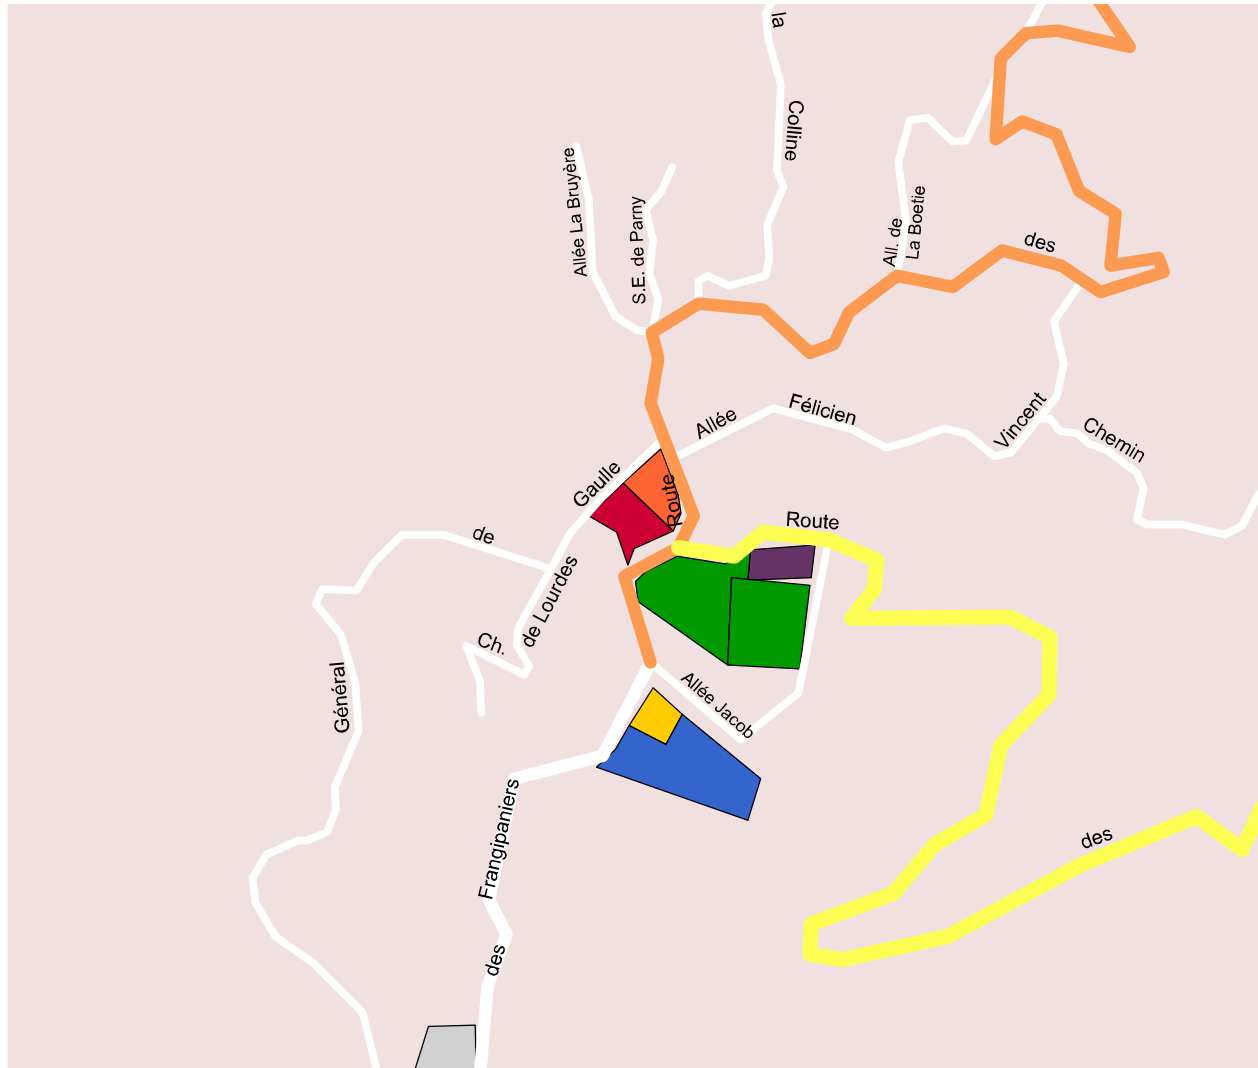 la
Colline
Allée La Bruyère
S.E. de Parny
All. de
La Boetie
des
Allée
Félicien
Vincent
Chemin
Gaulle
Route
Route
de
de Lourdes
Ch.
Général
Allée Jacob
Frangipaniers
des
des